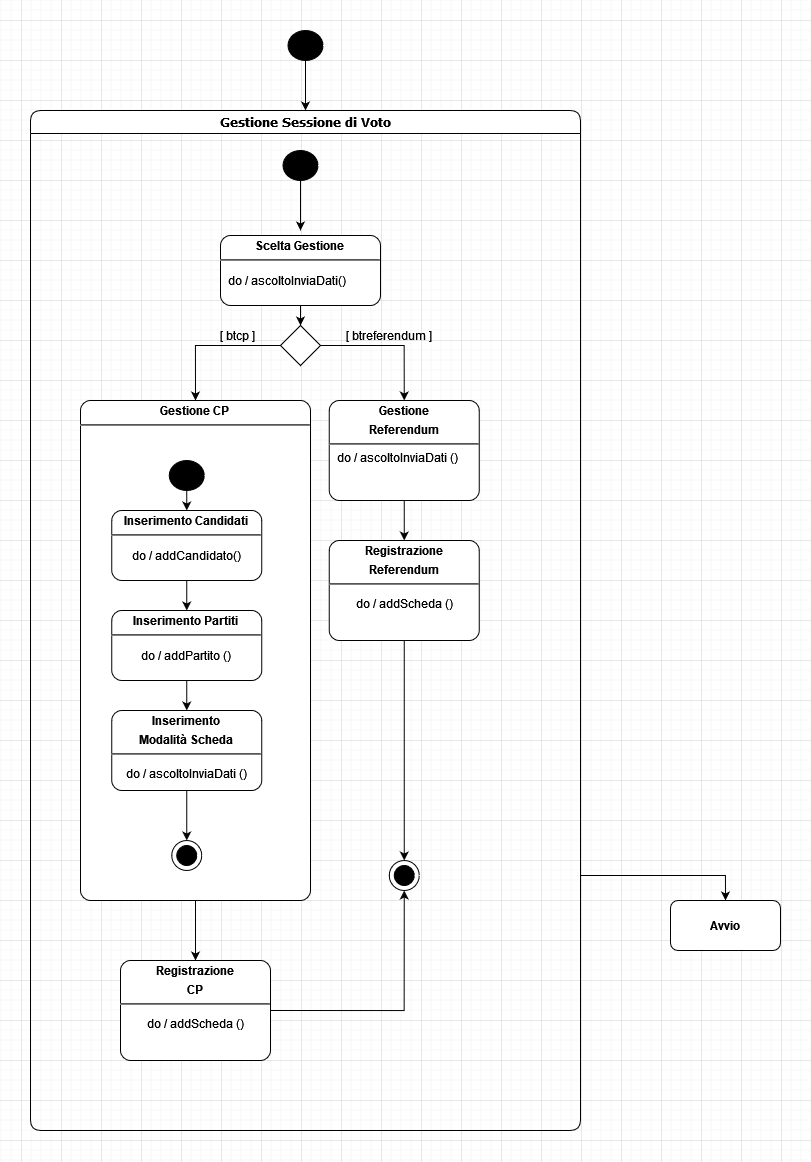 Gestione Sessione di Voto
Scelta Gestione
do / ascoltoInviaDati()
[ btcp ]
[ btreferendum ]
Gestione CP
Inserimento Candidati
do / addCandidato()
Inserimento Partiti
do / addPartito ()
Inserimento
Modalità Scheda
do / ascoltoInviaDati ()
Gestione
Referendum
do / ascoltoInviaDati ()
Registrazione
Referendum
do / addScheda ()
Registrazione
CP
do / addScheda ()
Avvio